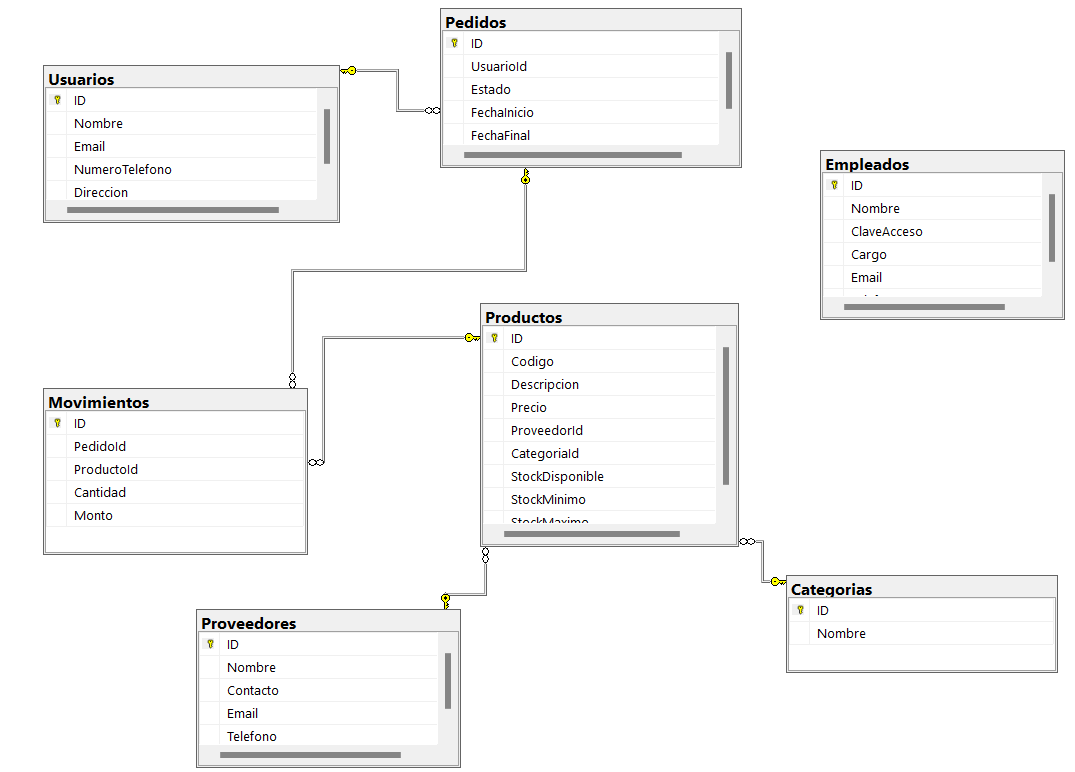 Pedidos
ID
UsuarioId
Estado
FechaInicio
FechaFinal
Usuarios
ID
Nombre
Email
NumeroTelefono
Direccion
Empleados
ID
Nombre
ClaveAcceso
Cargo
Email
Productos
ID
Codigo
Descripcion
Precio
ProveedorId
CategoriaId
StockDisponible
StockMinimo
StockMaximo
Movimientos
ID
PedidoId
ProductoId
Cantidad
Monto
Categorias
ID
Nombre
Proveedores
ID
Nombre
Contacto
Email
Telefono